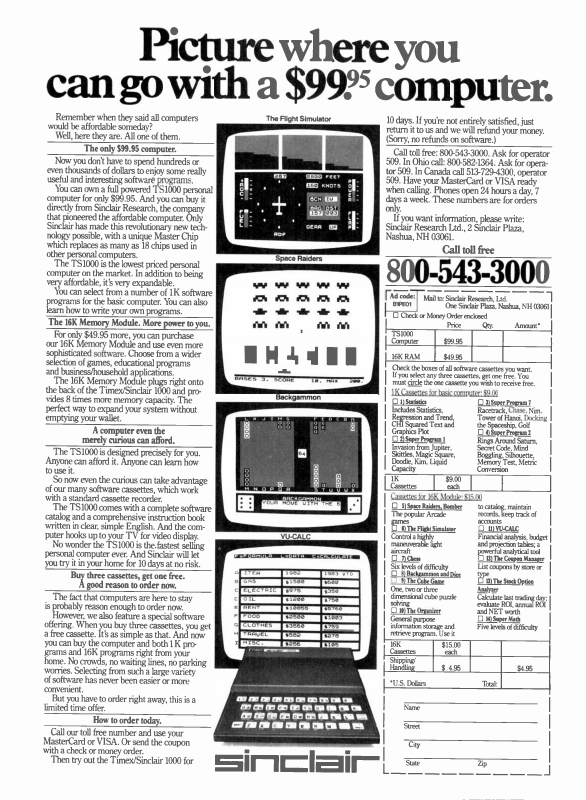 Picture where you
can go with a $99.95 computer.
Remember when they said all computers
would be affordable someday?
Well, here they are. All one of them.
The only $99.95 computer.
Now you don't have to spend hundreds or
even thousands of dollars to enjoy some really
useful and interesting software programs.
You can own a full powered TS1000 personal
computer for only $99.95. And you can buy it
directly from Sinclair Research, the company
that pioneered the affordable computer. Only
Sinclair has made this revolutionary new tech-
nology possible, with a unique Master Chip
which replaces as many as 18 chips used in
other personal computers.
The TS1000 is the lowest priced personal
computer on the market. In addition to being
very affordable, it's very expandable.
You can select from a number of 1K software
programs for the basic computer. You can also
learn how to write your own programs.
The 16K Memory Module. More power to you.
For only $49.95 more, you can purchase
our 16K Memory Module and use even more
sophisticated software. Choose from a wider
selection of games, educational programs
and business/household applications.
The 16K Memory Module plugs right onto
the back of the Timex/Sinclair 1000 and pro-
vides 8 times more memory capacity. The
perfect way to expand your system without
emptying your wallet.
A computer even the
merely curious can afford.
The TS1000 is designed precisely for you.
Anyone can afford it. Anyone can learn how
to use it.
So now even the curious can take advantage
of our many software cassettes, which work
with a standard cassette recorder.
The TS1000 comes with a complete software
catalog and a comprehensive instruction book
written in clear, simple English. And the com-
puter hooks up to your TV for video display.
No wonder the TS1000 is the fastest selling
personal computer ever. And Sinclair will let
you try it in your home for 10 days at no risk.
Buy three cassettes, get one free.
A good reason to order now.
The fact that computers are here to stay
is probably reason enough to order now.
However, we also feature a special software
offering. When you buy three cassettes, you get
a free cassette. It's as simple as that. And now
you can buy the computer and both 1K pro-
grams and 16K programs right from your
home. No crowds, no waiting lines, no parking
worries. Selecting from such a large variety
of software has never been easier or more
convenient.
But you have to order right away, this is a
limited time offer.
How to order today.
Call our toll free number and use your
MasterCard or VISA. Or send the coupon
with a check or money order.
Then try out the Timex/Sinclair 1000 for
The Flight Simulator
FEET
KNOTS
GEAR UP
Space Raiders
BASES 3. SCORE 10. MAX 200.
Backgammon
64
BACKGAMMON
YOUR MOVE WITH THE 6
VU-CALC
ITEM 1982 1983 YTD
GAS $1500 $600
ELECTRIC $975 $350
OIL $1200 $750
RENT $10855 $5760
FOOD $2500 $1003
CLOTHES $3550 $753
TRAVEL $582 $278
MISC. $256 $105
sinclair
10 days. If you're not entirely satisfied, just
return it to us and we will refund your money.
(Sorry, no refunds on software.)
Call toll free: 800-543-3000. Ask for operator
509. In Ohio call: 800-582-1364. Ask for opera-
tor 509. In Canada call 513-729-4300, operator
509. Have your MasterCard or VISA ready
when calling. Phones open 24 hours a day, 7
days a week. These numbers are for orders
only.
If you want information, please write:
Sinclair Research Ltd., 2 Sinclair Plaza,
Nashua, NH 03061.
Call toll free
800-543-3000
Ad code:
Mail to: Sinclair Research, Ltd.
One Sinclair Plaza, Nashua, NH 03061
Check or Money Order enclosed
Price Qty. Amount*
TS1000
Computer $99.95
16K RAM $49.95
Check the boxes of all software cassettes you want.
If you select any three cassettes, get one free. You
must circle the one cassette you wish to receive free.
1K Cassettes for basic computer: $9.00
1) Statistics
Includes Statistics,
Regression and Trend,
CHI Squared Text and
Graphics Plot
2) Super Program 1
Invasion from Jupiter,
Skittles, Magic Square,
Doodle, Kim, Liquid
Capacity
3) Super Program 7
Racetrack, Chase, Nim,
Tower of Hanoi, Docking
the Spaceship, Golf
4) Super Program 2
Rings Around Saturn,
Secret Code, Mind
Boggling, Silhouette,
Memory Test, Metric
Conversion
1K
Cassettes $9.00
each
Cassettes for 16K Module: $15.00
5) Space Raiders, Bomber
The popular Arcade
games
6) The Flight Simulator
Control a highly
maneuverable light
aircraft
7) Chess
Six levels of difficulty
8) Backgammon and Dice
9) The Cube Game
One, two or three
dimensional cube puzzle
solving
10) The Organizer
General purpose
information storage and
retrieve program. Use it
to catalog, maintain
records, keep track of
accounts
11) VU-CALC
Financial analysis, budget
and projection tables; a
powerful analytical tool
12) The Coupon Manager
List coupons by store or
type
13) The Stock Option
Analyzer
Calculate last trading day;
evaluate ROI, annual ROI
and NET worth
14) Super Math
Five levels of difficulty
16K
Cassettes $15.00
each
Shipping/
Handling $ 4.95 $4.95
*U.S. Dollars Total:
Name
Street
City
State Zip